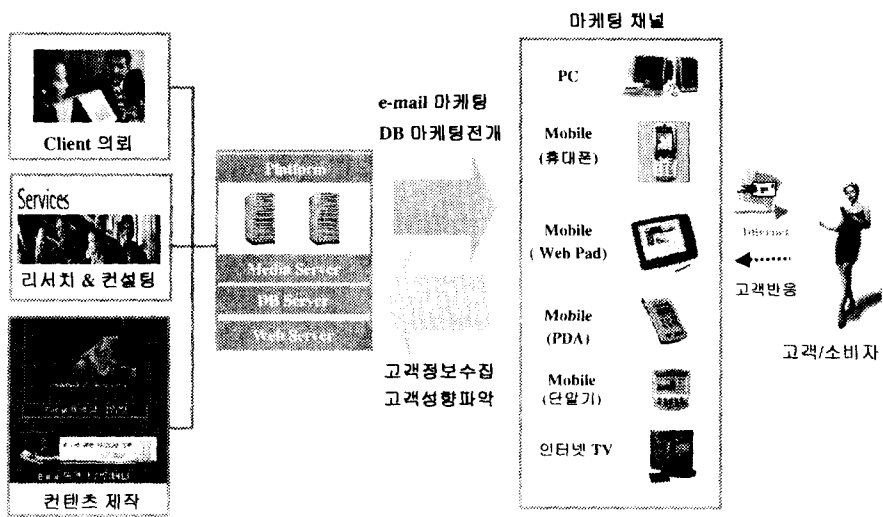 Client 의뢰
Services
리서치 & 컨설팅
컨텐츠 제작
Platform
Media Server
DB Server
Web Server
e-mail 마케팅
DB 마케팅전개
고객정보수집
고객성향파악
마케팅 채널
PC
Mobile
(휴대폰)
Mobile
( Web Pad)
Mobile
(PDA)
Mobile
(단말기)
인터넷 TV
Internet
고객반응
고객/소비자